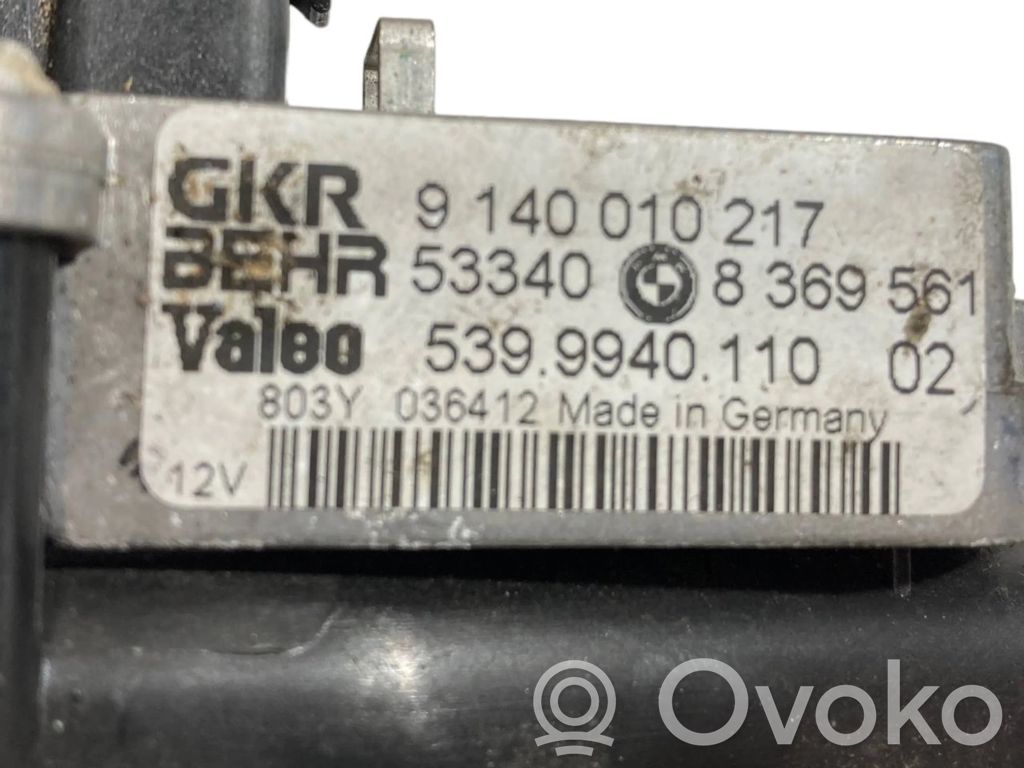 GKR 9 140 010 217
BEHR 53340 8 369 561
Valeo 539.9940.110 02
803Y 036412 Made in Germany
12V
Ovoko